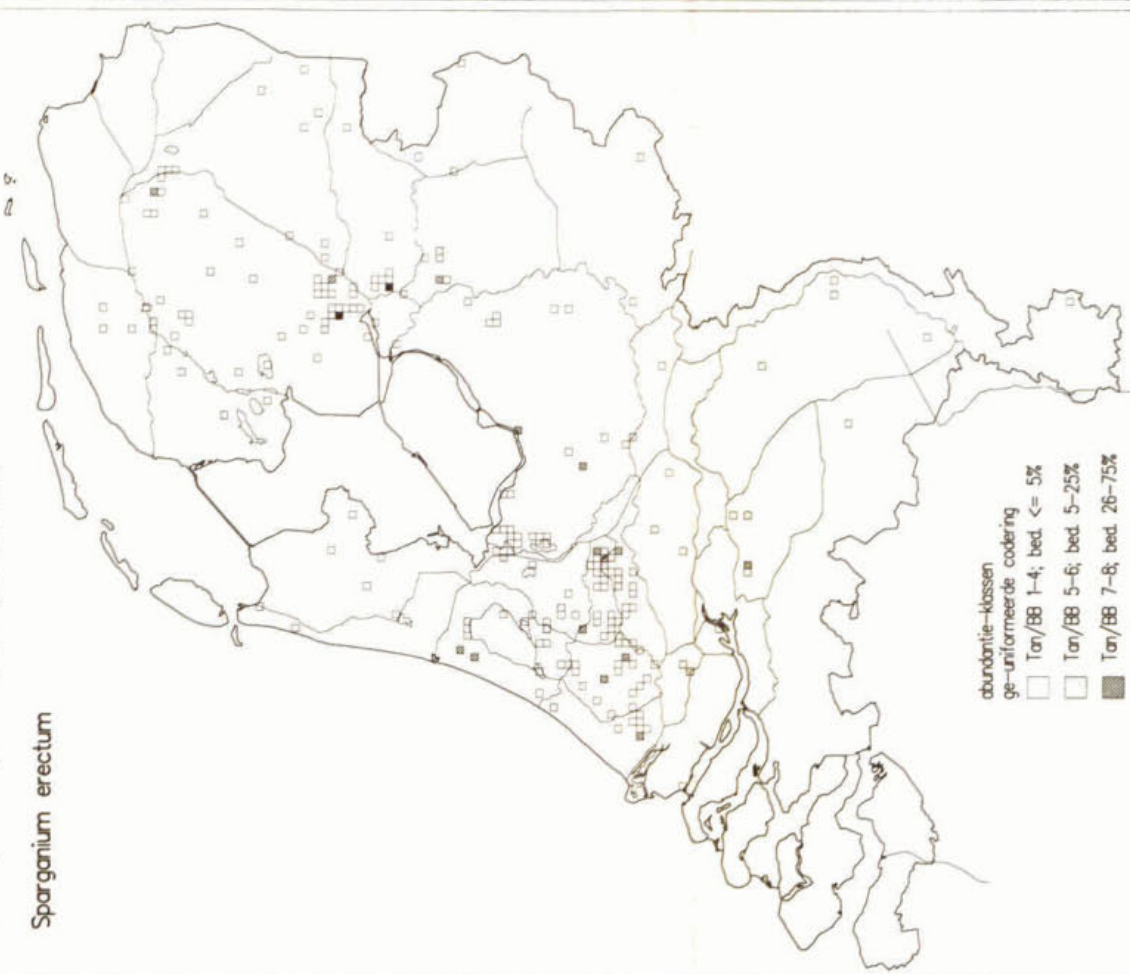 Sparganium erectum
abundantie-klassen
ge-uniformeerde codering
Tan/BB 1-4; bed. <= 5%
Tan/BB 5-6; bed. 5-25%
Tan/BB 7-8; bed. 26-75%